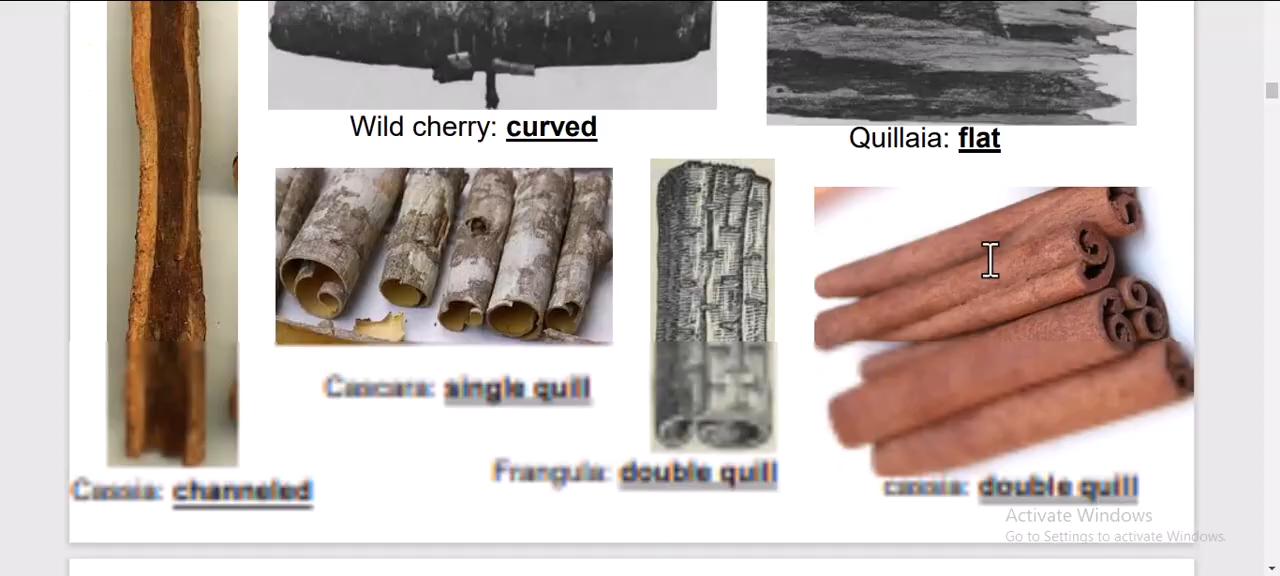 Wild cherry: curved
Quillaia: flat
Cascara: single quill
Frangula: double quill
Cassia: channeled
cassia: double quill
Activate Windows
Go to Settings to activate Windows.